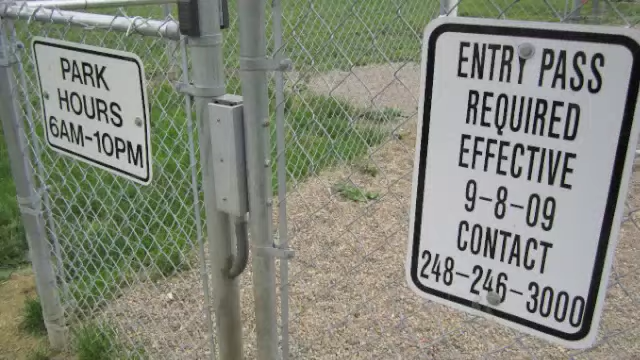 PARK
HOURS
6AM-10PM
ENTRY PASS
REQUIRED
EFFECTIVE
9-8-09
CONTACT
248-246-3000